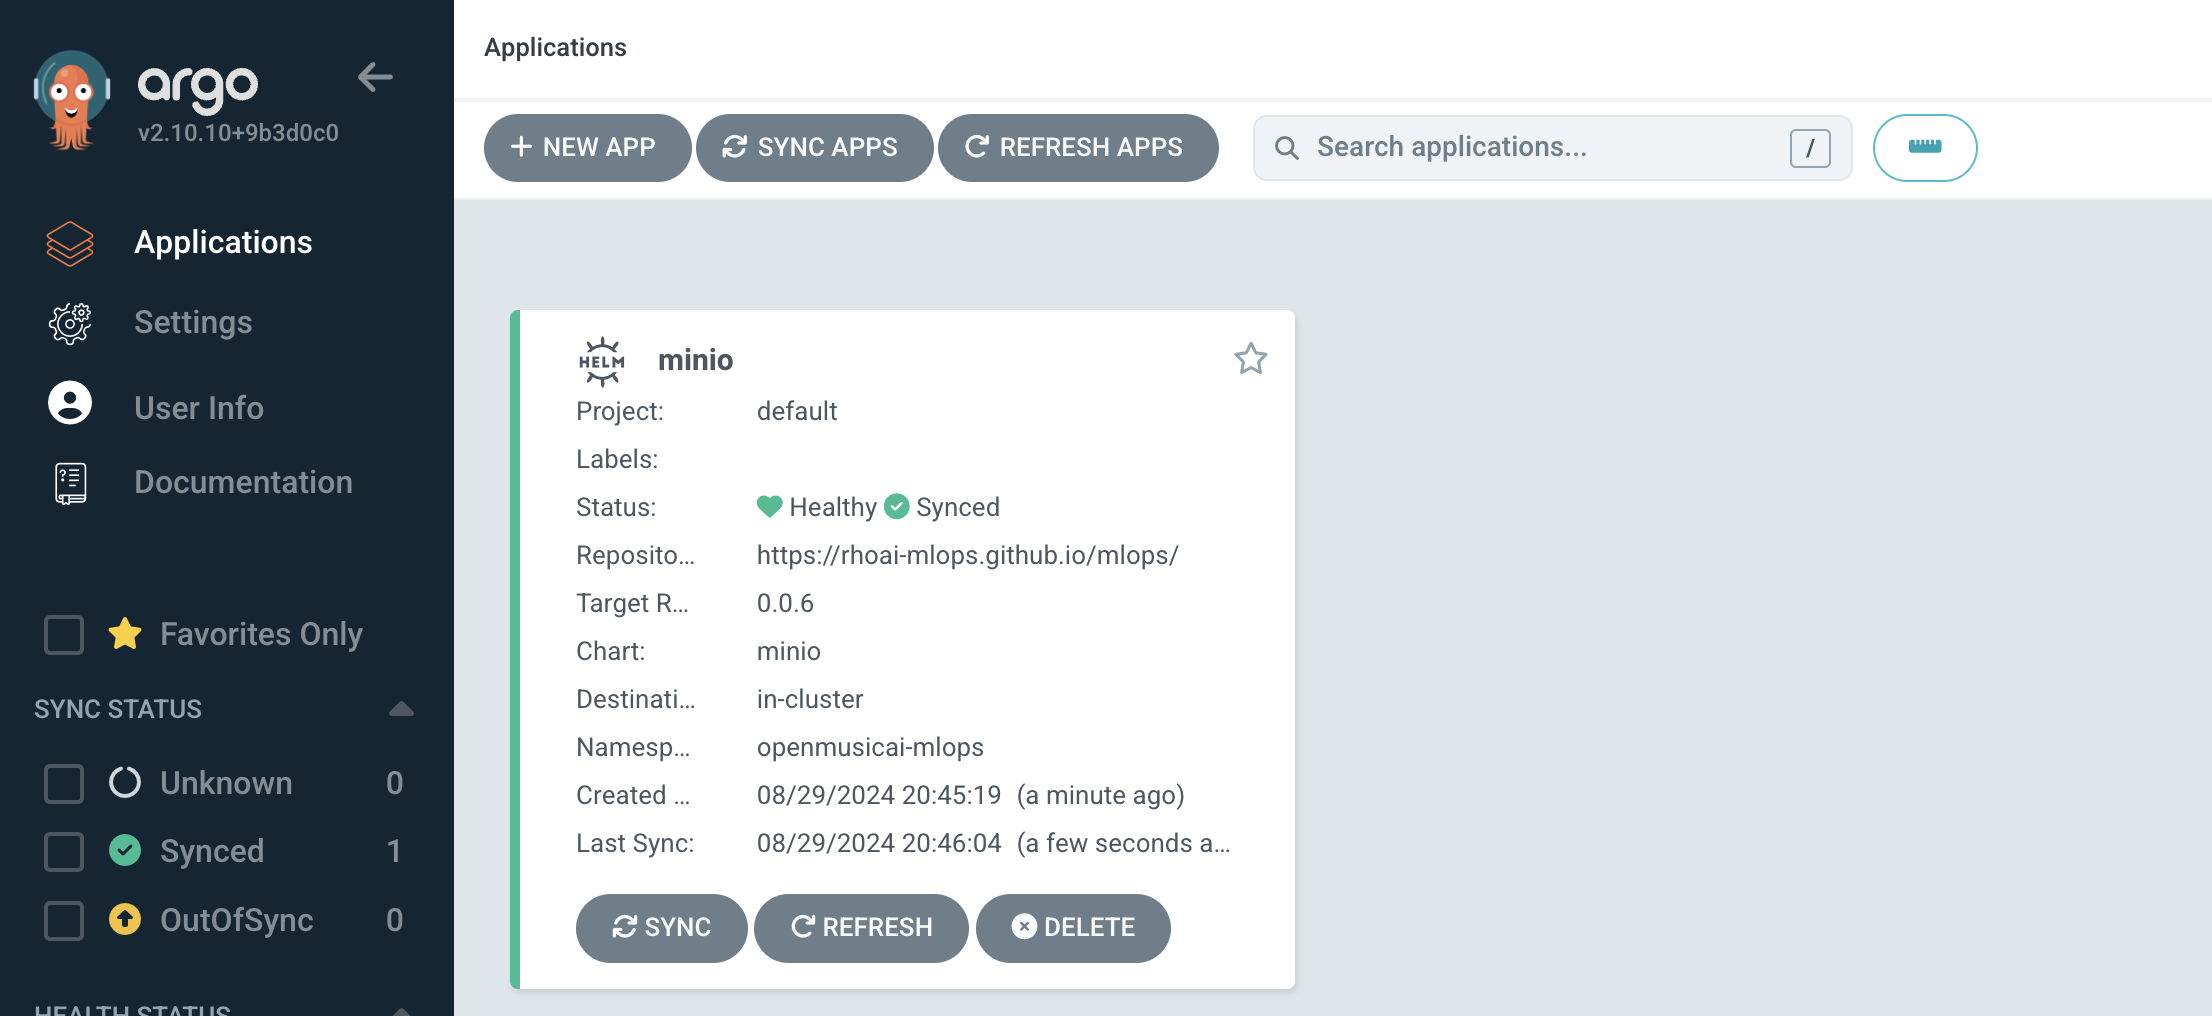 argo
v2.10.10+9b3d0c0
Applications
Settings
User Info
Documentation
Favorites Only
SYNC STATUS
Unknown 0
Synced 1
OutOfSync 0
HEALTH STATUS
Applications
+ NEW APP SYNC APPS REFRESH APPS Search applications... /
HELM minio
Project: default
Labels:
Status: Healthy Synced
Reposito... https://rhoai-mlops.github.io/mlops/
Target R... 0.0.6
Chart: minio
Destinati... in-cluster
Namesp... openmusicai-mlops
Created ... 08/29/2024 20:45:19 (a minute ago)
Last Sync: 08/29/2024 20:46:04 (a few seconds a...
SYNC REFRESH DELETE